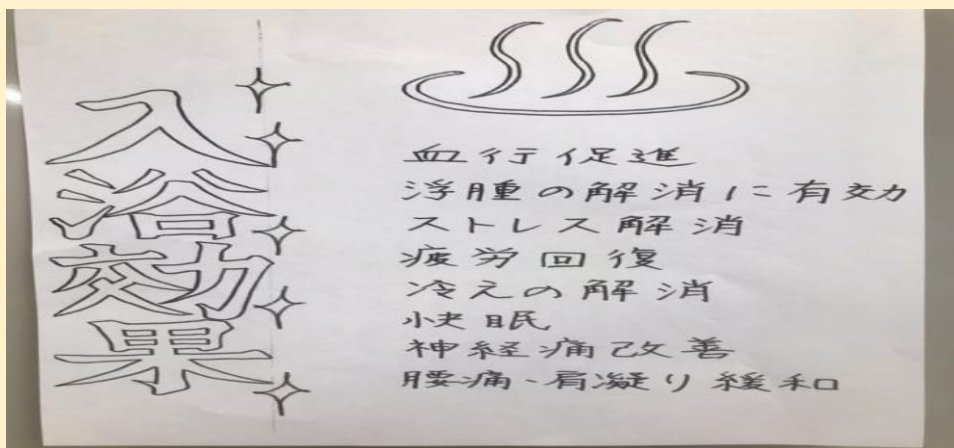 入浴効果
血行促進
浮腫の解消に有効
ストレス解消
疲労回復
冷えの解消
快眠
神経痛改善
腰痛、肩凝り緩和